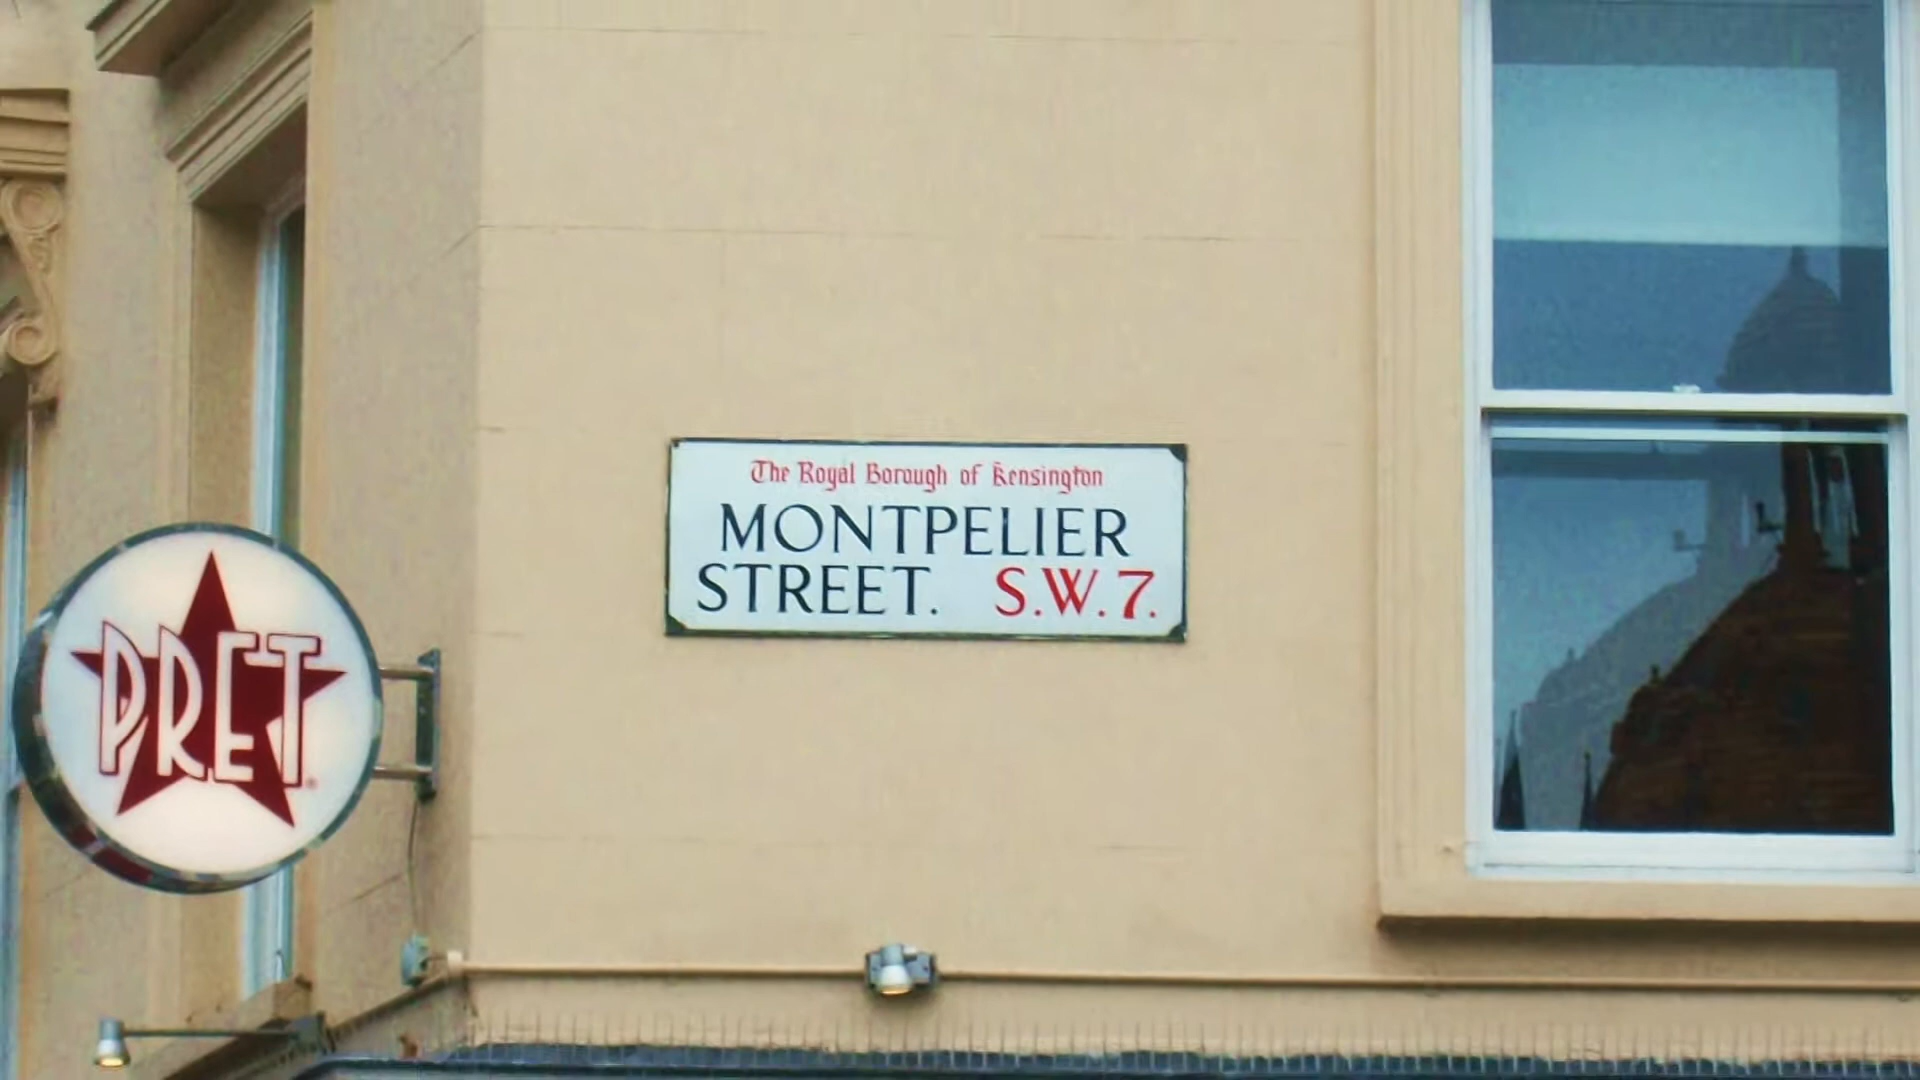 The Royal Borough of Kensington
MONTPELIER
STREET. S.W.7.
PRET